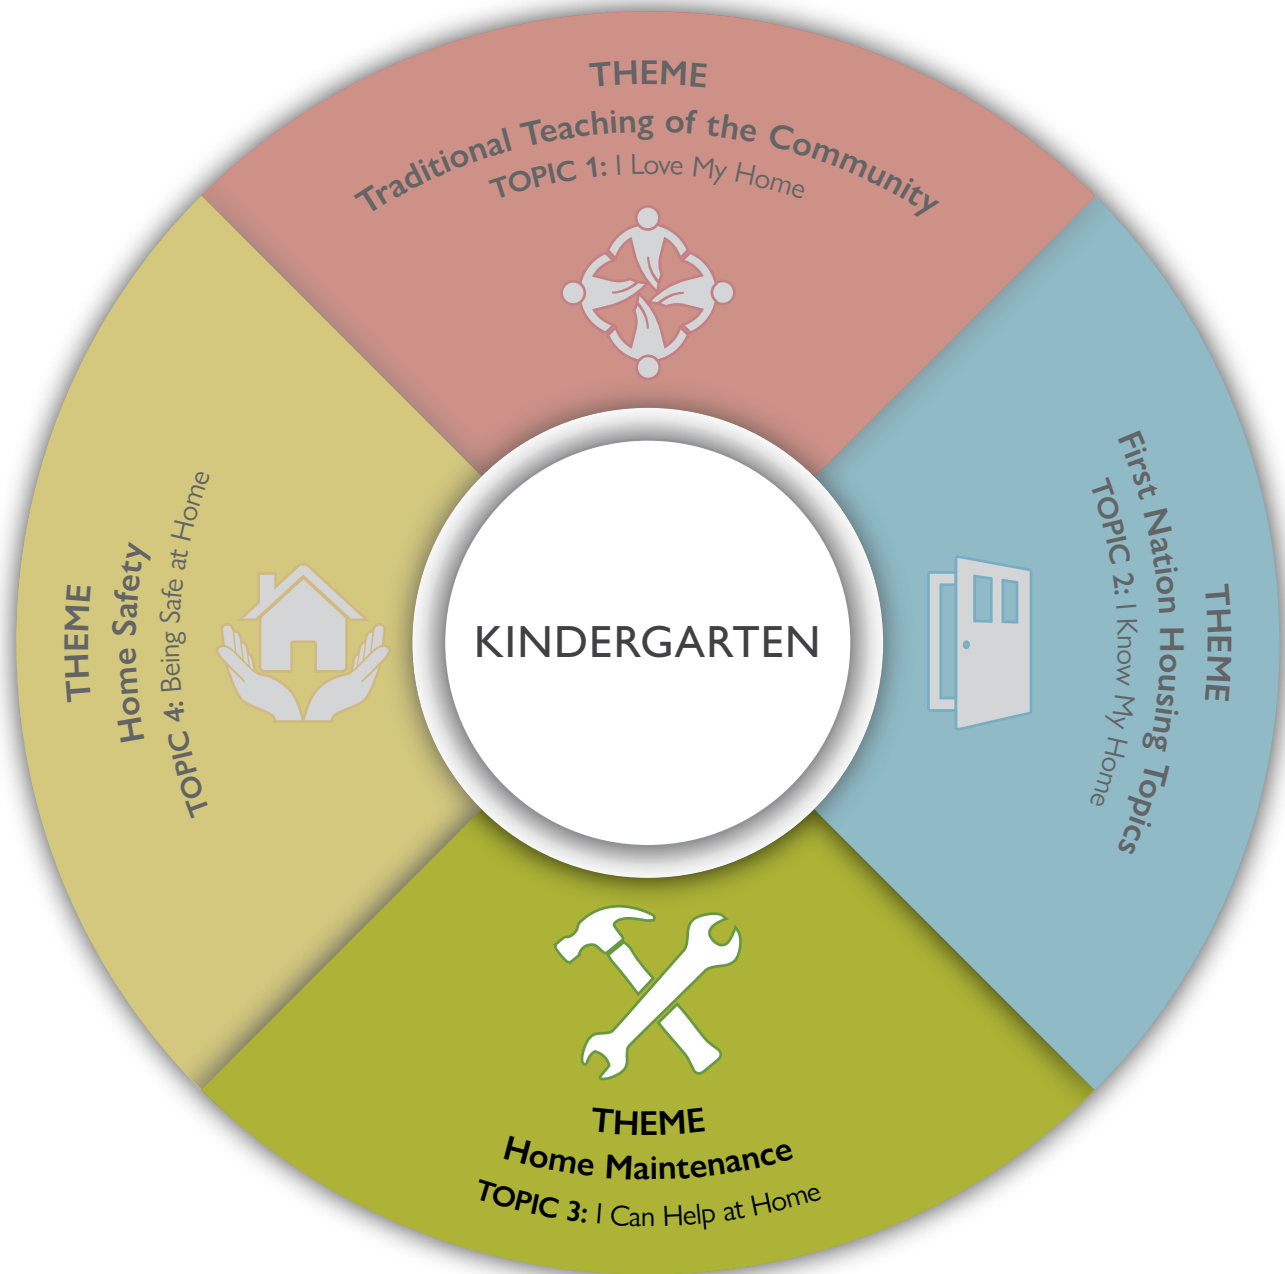 THEME
Traditional Teaching of the Community
TOPIC 1: I Love My Home
THEME
First Nation Housing Topics
TOPIC 2: I Know My Home
KINDERGARTEN
THEME
Home Maintenance
TOPIC 3: I Can Help at Home
THEME
Home Safety
TOPIC 4: Being Safe at Home